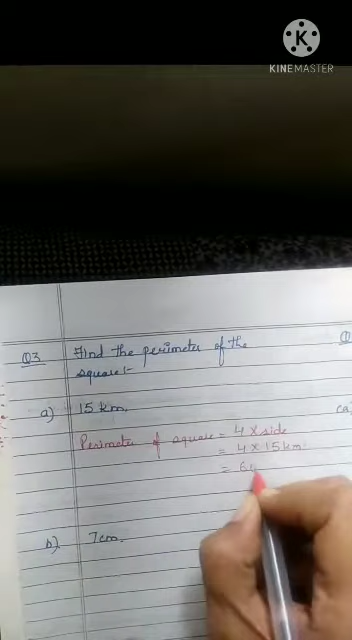 K
KINEMASTER
Q3 Find the perimeter of the
square:-
a) 15 km.
Perimeter of square = 4 × side
= 4 × 15 km
= 60
b) 7cm.